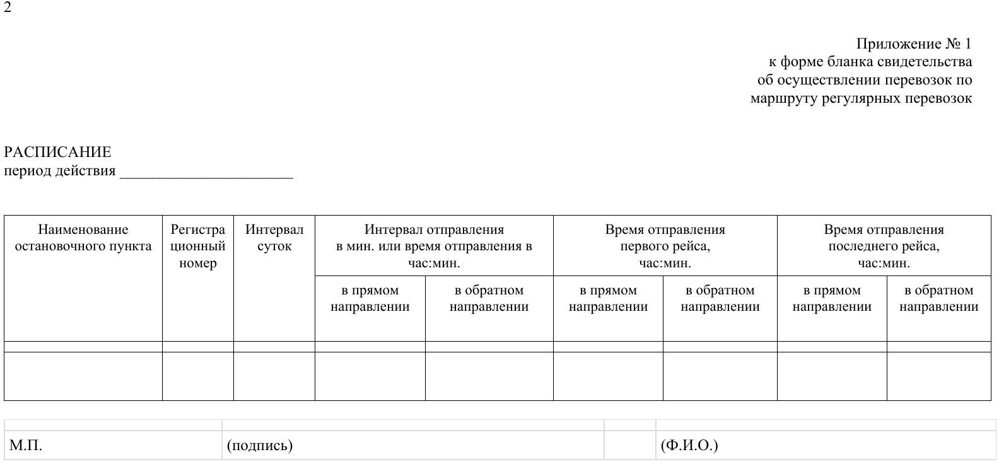 2
Приложение № 1
к форме бланка свидетельства
об осуществлении перевозок по
маршруту регулярных перевозок
РАСПИСАНИЕ
период действия ______________________
Наименование
остановочного пункта
Регистра
ционный
номер
Интервал
суток
Интервал отправления
в мин. или время отправления в
час:мин.
Время отправления
первого рейса,
час:мин.
Время отправления
последнего рейса,
час:мин.
в прямом
направлении
в обратном
направлении
в прямом
направлении
в обратном
направлении
в прямом
направлении
в обратном
направлении
М.П.
(подпись)
(Ф.И.О.)